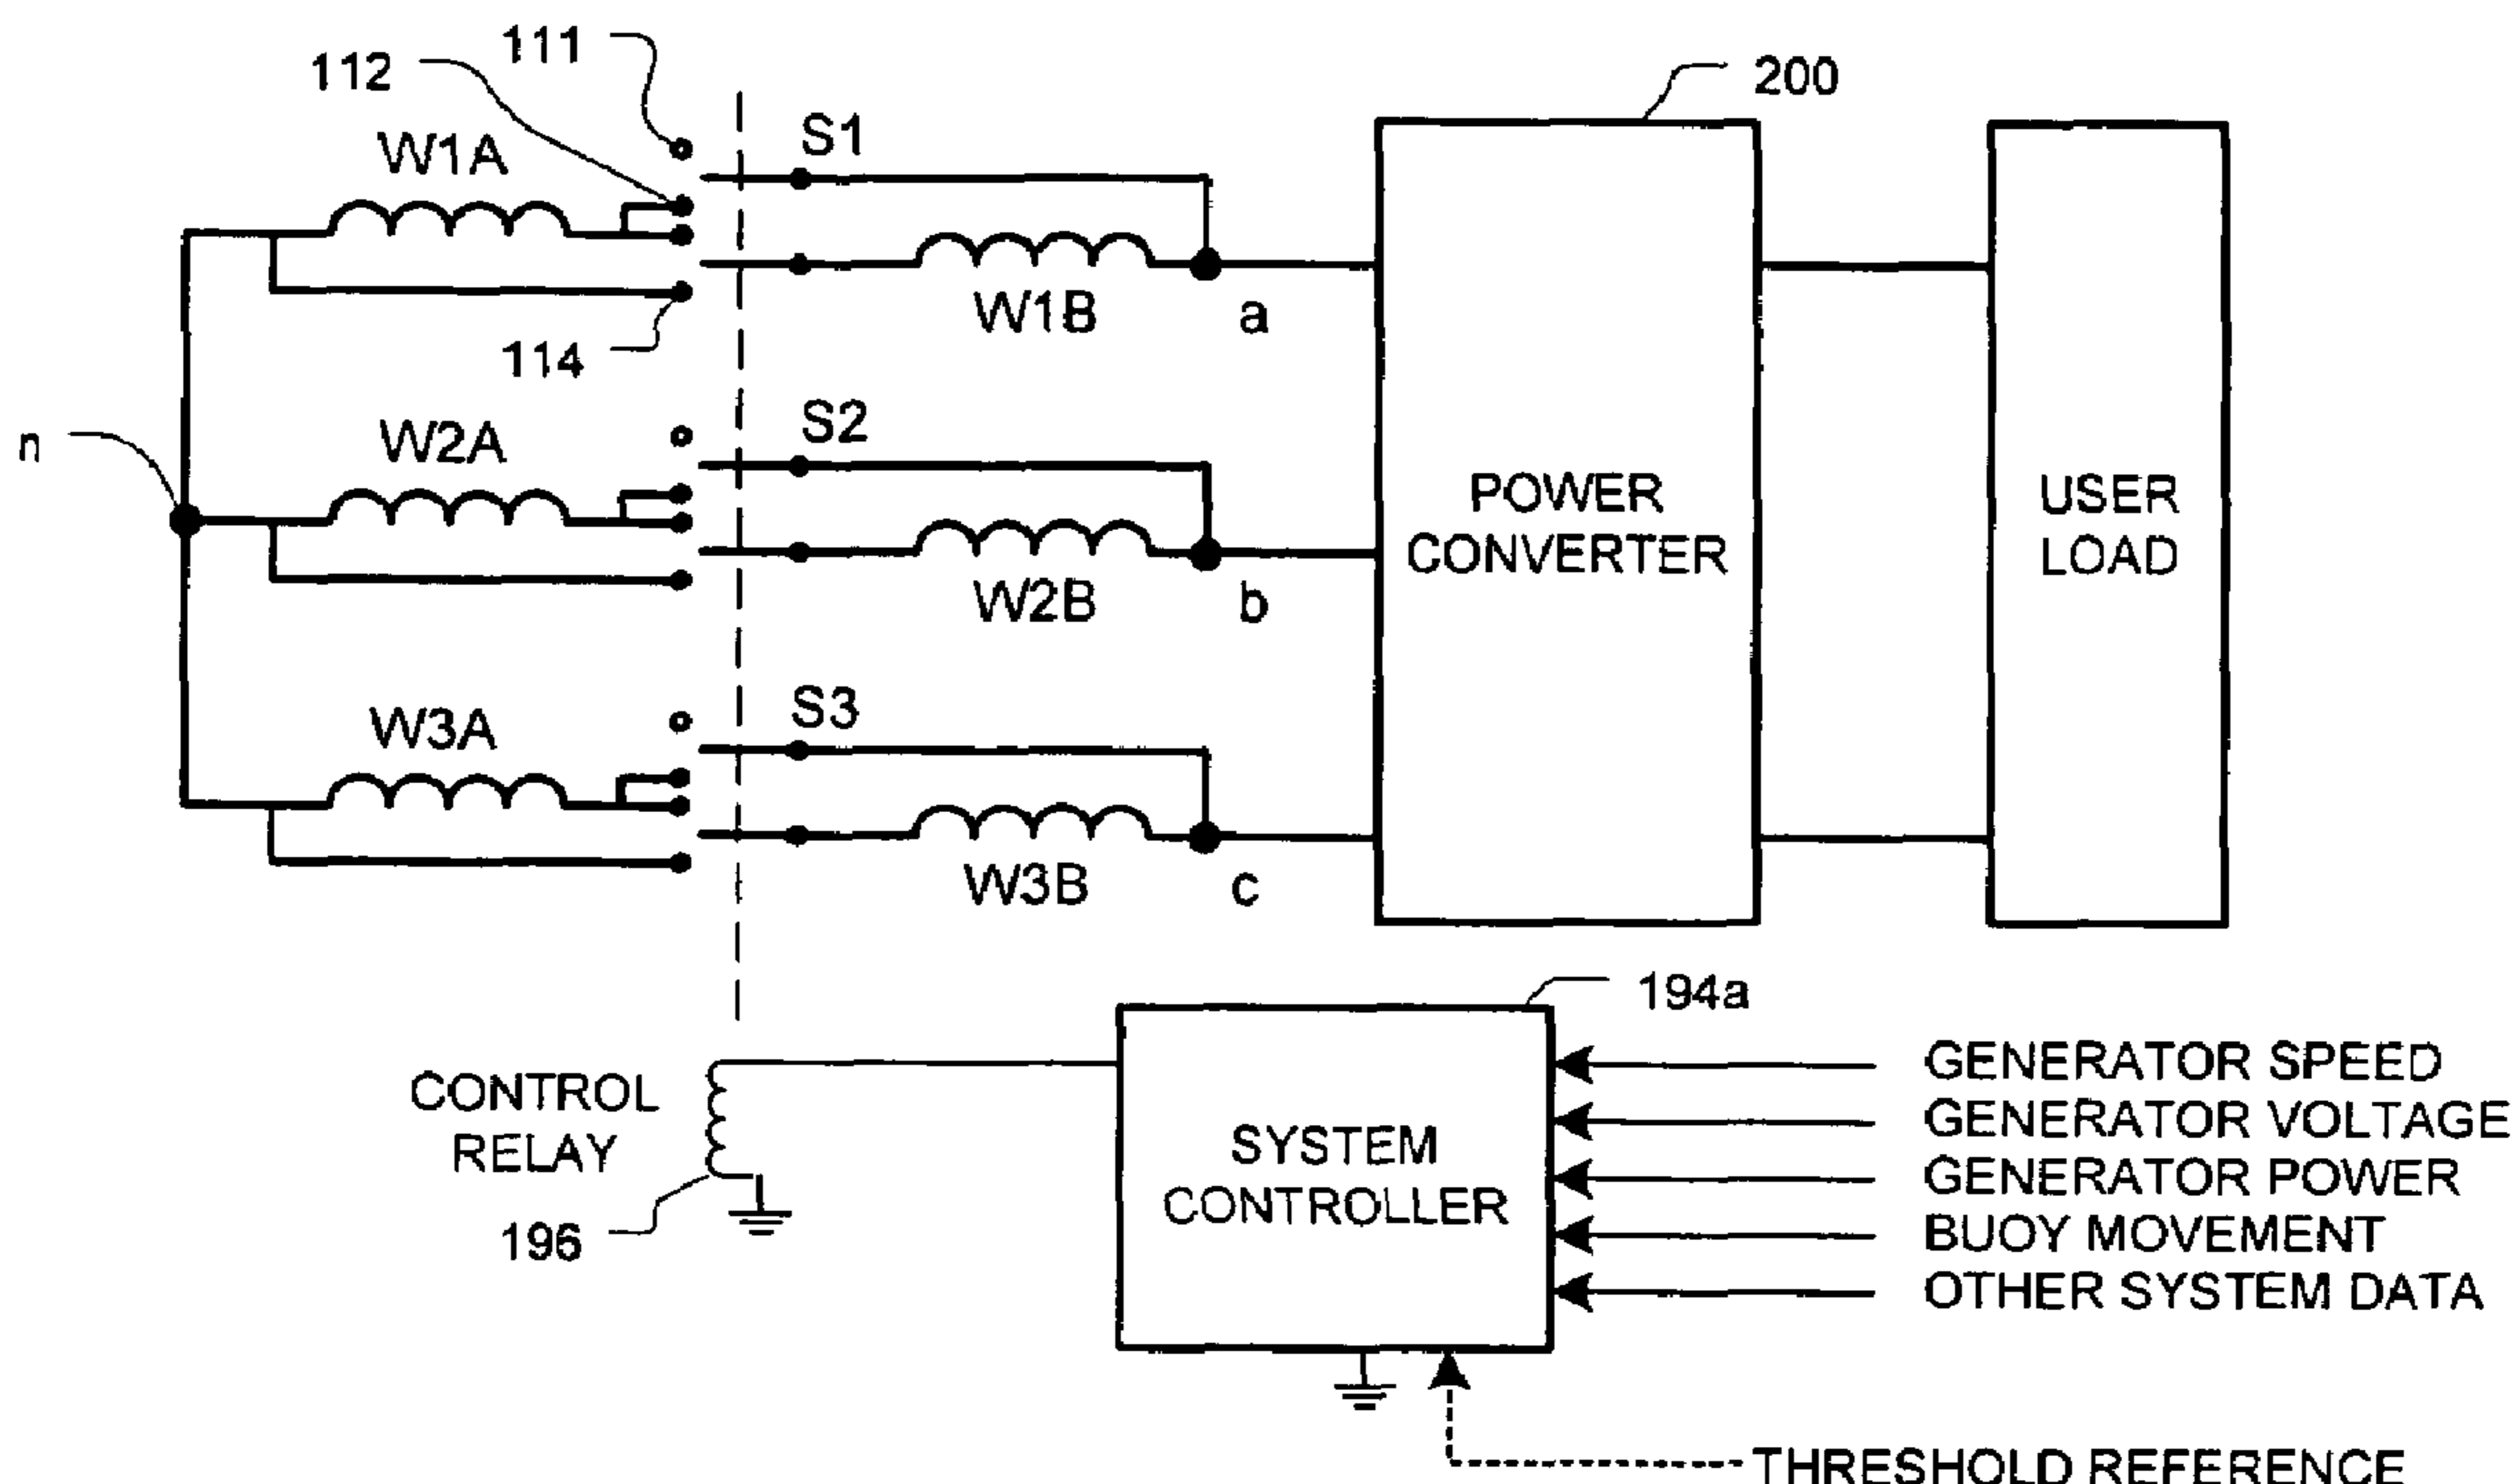 111
112
200
W1A
S1
W1B
a
114
n
W2A
S2
W2B
b
POWER
CONVERTER
USER
LOAD
W3A
S3
W3B
c
194a
CONTROL
RELAY
196
SYSTEM
CONTROLLER
GENERATOR SPEED
GENERATOR VOLTAGE
GENERATOR POWER
BUOY MOVEMENT
OTHER SYSTEM DATA
THRESHOLD REFERENCE